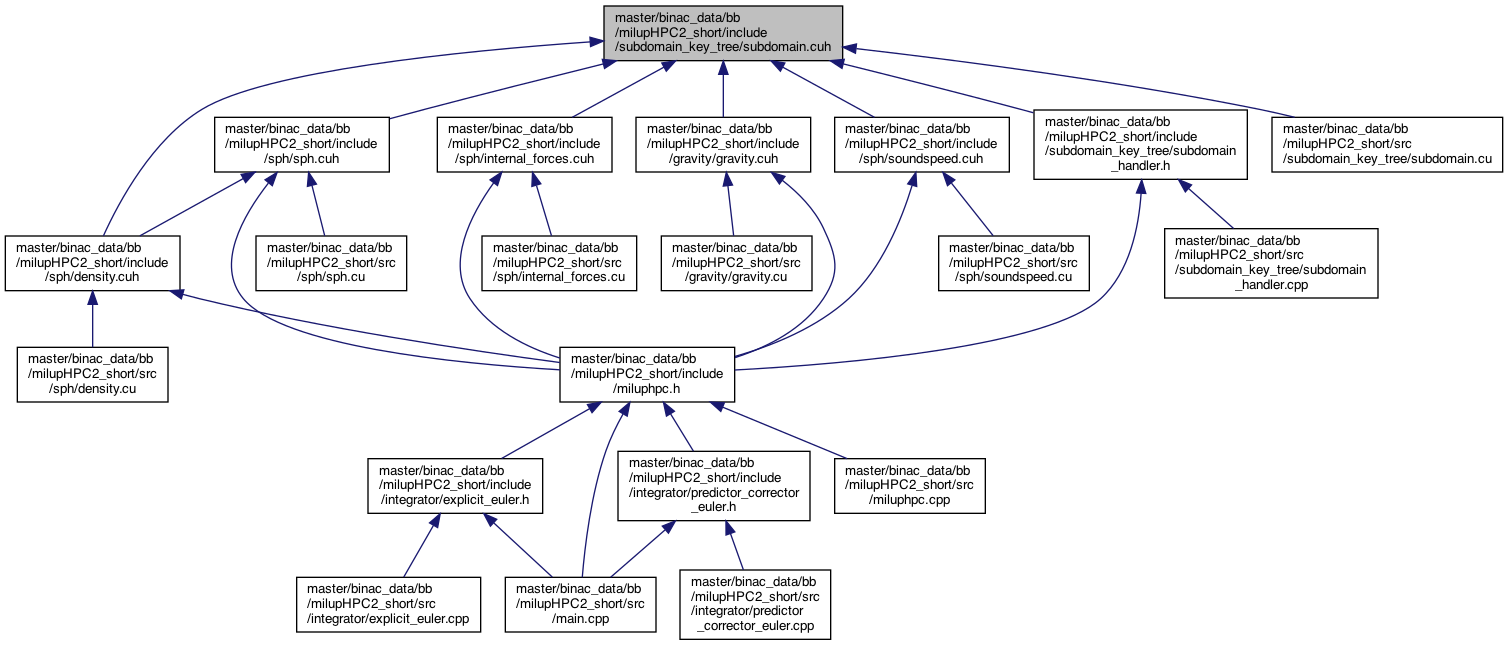 master/binac_data/bb
/milupHPC2_short/include
/subdomain_key_tree/subdomain.cuh
master/binac_data/bb
/milupHPC2_short/include
/sph/sph.cuh
master/binac_data/bb
/milupHPC2_short/include
/sph/internal_forces.cuh
master/binac_data/bb
/milupHPC2_short/include
/gravity/gravity.cuh
master/binac_data/bb
/milupHPC2_short/include
/sph/soundspeed.cuh
master/binac_data/bb
/milupHPC2_short/include
/subdomain_key_tree/subdomain
_handler.h
master/binac_data/bb
/milupHPC2_short/src
/subdomain_key_tree/subdomain.cu
master/binac_data/bb
/milupHPC2_short/include
/sph/density.cuh
master/binac_data/bb
/milupHPC2_short/src
/sph/sph.cu
master/binac_data/bb
/milupHPC2_short/src
/sph/internal_forces.cu
master/binac_data/bb
/milupHPC2_short/src
/gravity/gravity.cu
master/binac_data/bb
/milupHPC2_short/src
/sph/soundspeed.cu
master/binac_data/bb
/milupHPC2_short/src
/subdomain_key_tree/subdomain
_handler.cpp
master/binac_data/bb
/milupHPC2_short/src
/sph/density.cu
master/binac_data/bb
/milupHPC2_short/include
/miluphpc.h
master/binac_data/bb
/milupHPC2_short/include
/integrator/explicit_euler.h
master/binac_data/bb
/milupHPC2_short/include
/integrator/predictor_corrector
_euler.h
master/binac_data/bb
/milupHPC2_short/src
/miluphpc.cpp
master/binac_data/bb
/milupHPC2_short/src
/integrator/explicit_euler.cpp
master/binac_data/bb
/milupHPC2_short/src
/main.cpp
master/binac_data/bb
/milupHPC2_short/src
/integrator/predictor
_corrector_euler.cpp